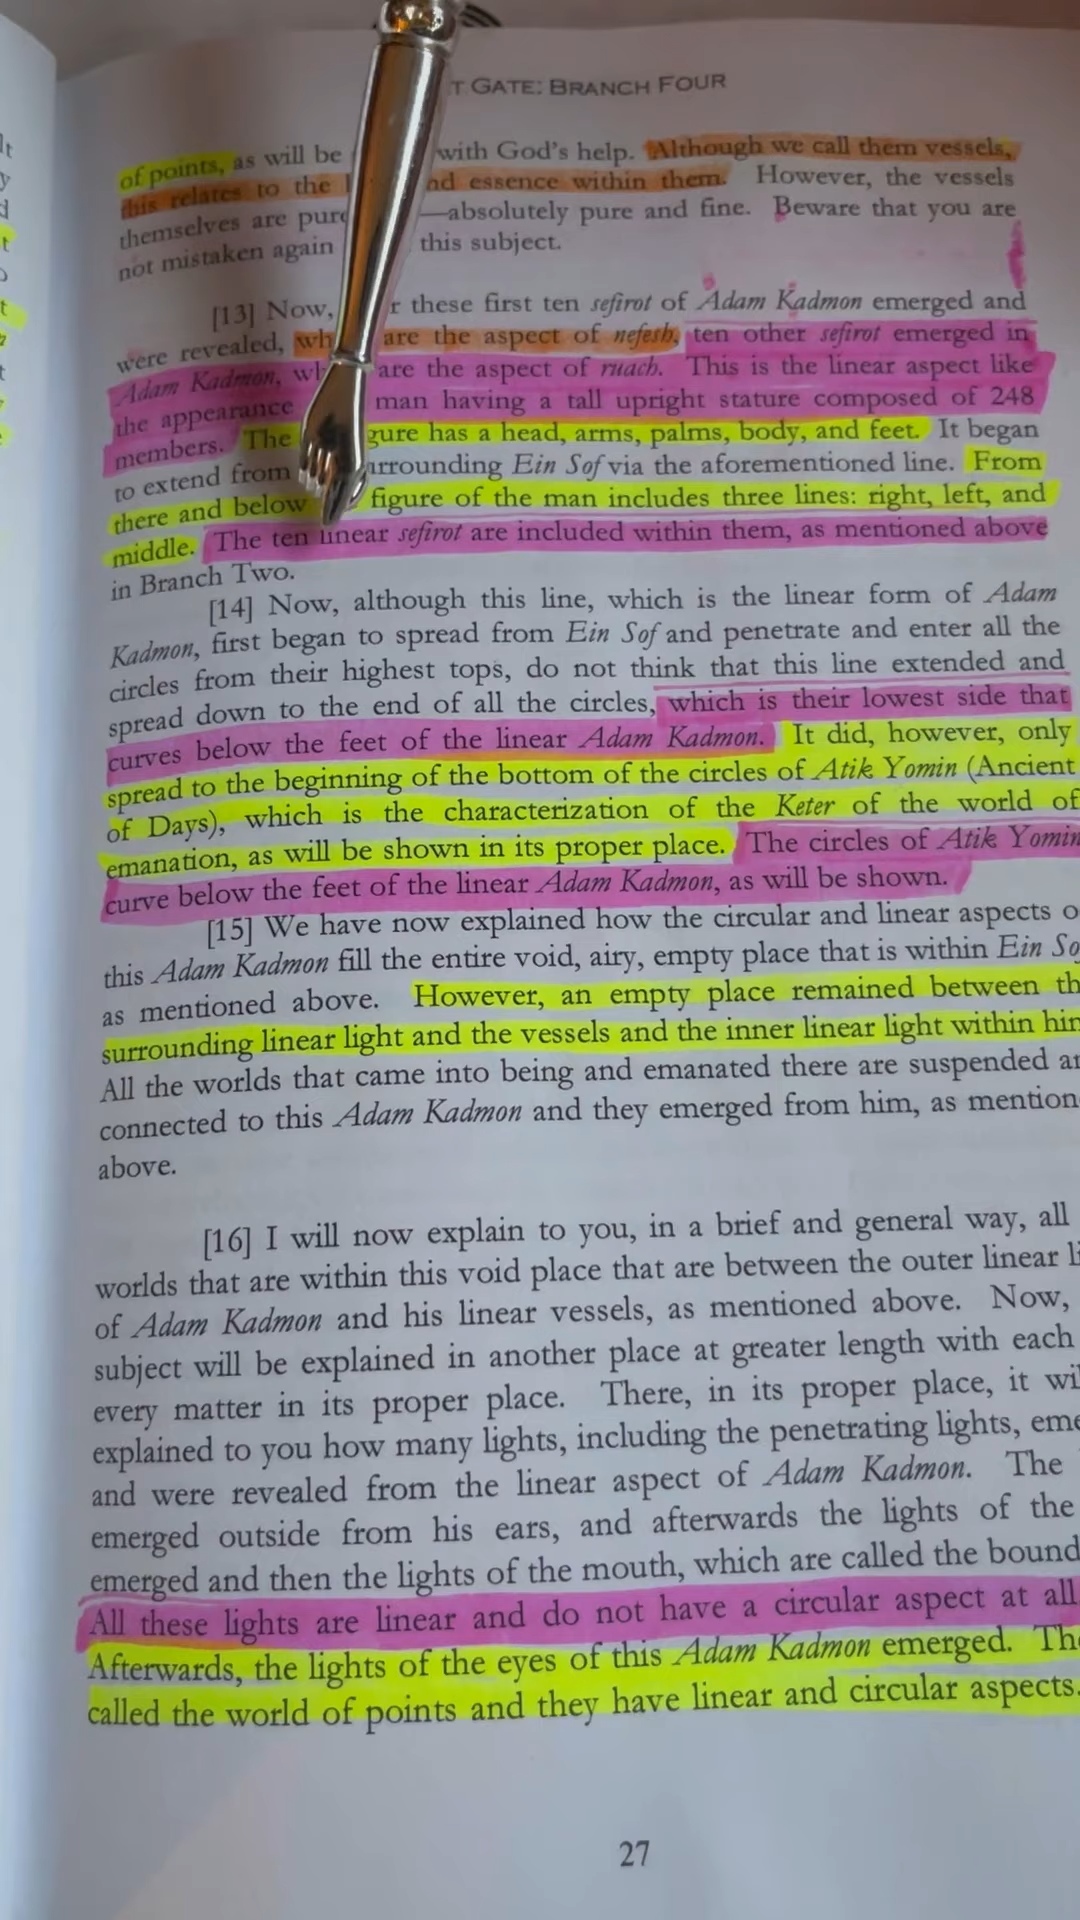 T GATE: BRANCH FOUR
of points, as will be with God's help. Although we call them vessels,
this relates to the nd essence within them. However, the vessels
themselves are pure —absolutely pure and fine. Beware that you are
not mistaken again this subject.
[13] Now, r these first ten sefirot of Adam Kadmon emerged and
were revealed, wh are the aspect of nefesh, ten other sefirot emerged in
Adam Kadmon, wh are the aspect of ruach. This is the linear aspect like
the appearance man having a tall upright stature composed of 248
members. The gure has a head, arms, palms, body, and feet. It began
to extend from urrounding Ein Sof via the aforementioned line. From
there and below figure of the man includes three lines: right, left, and
middle. The ten linear sefirot are included within them, as mentioned above
in Branch Two.
[14] Now, although this line, which is the linear form of Adam
Kadmon, first began to spread from Ein Sof and penetrate and enter all the
circles from their highest tops, do not think that this line extended and
spread down to the end of all the circles, which is their lowest side that
curves below the feet of the linear Adam Kadmon. It did, however, only
spread to the beginning of the bottom of the circles of Atik Yomin (Ancient
of Days), which is the characterization of the Keter of the world of
emanation, as will be shown in its proper place. The circles of Atik Yomin
curve below the feet of the linear Adam Kadmon, as will be shown.
[15] We have now explained how the circular and linear aspects o
this Adam Kadmon fill the entire void, airy, empty place that is within Ein So
as mentioned above. However, an empty place remained between th
surrounding linear light and the vessels and the inner linear light within him
All the worlds that came into being and emanated there are suspended an
connected to this Adam Kadmon and they emerged from him, as mention
above.
[16] I will now explain to you, in a brief and general way, all
worlds that are within this void place that are between the outer linear li
of Adam Kadmon and his linear vessels, as mentioned above. Now,
subject will be explained in another place at greater length with each
every matter in its proper place. There, in its proper place, it wi
explained to you how many lights, including the penetrating lights, eme
and were revealed from the linear aspect of Adam Kadmon. The
emerged outside from his ears, and afterwards the lights of the
emerged and then the lights of the mouth, which are called the bound
All these lights are linear and do not have a circular aspect at all
Afterwards, the lights of the eyes of this Adam Kadmon emerged. The
called the world of points and they have linear and circular aspects.
27